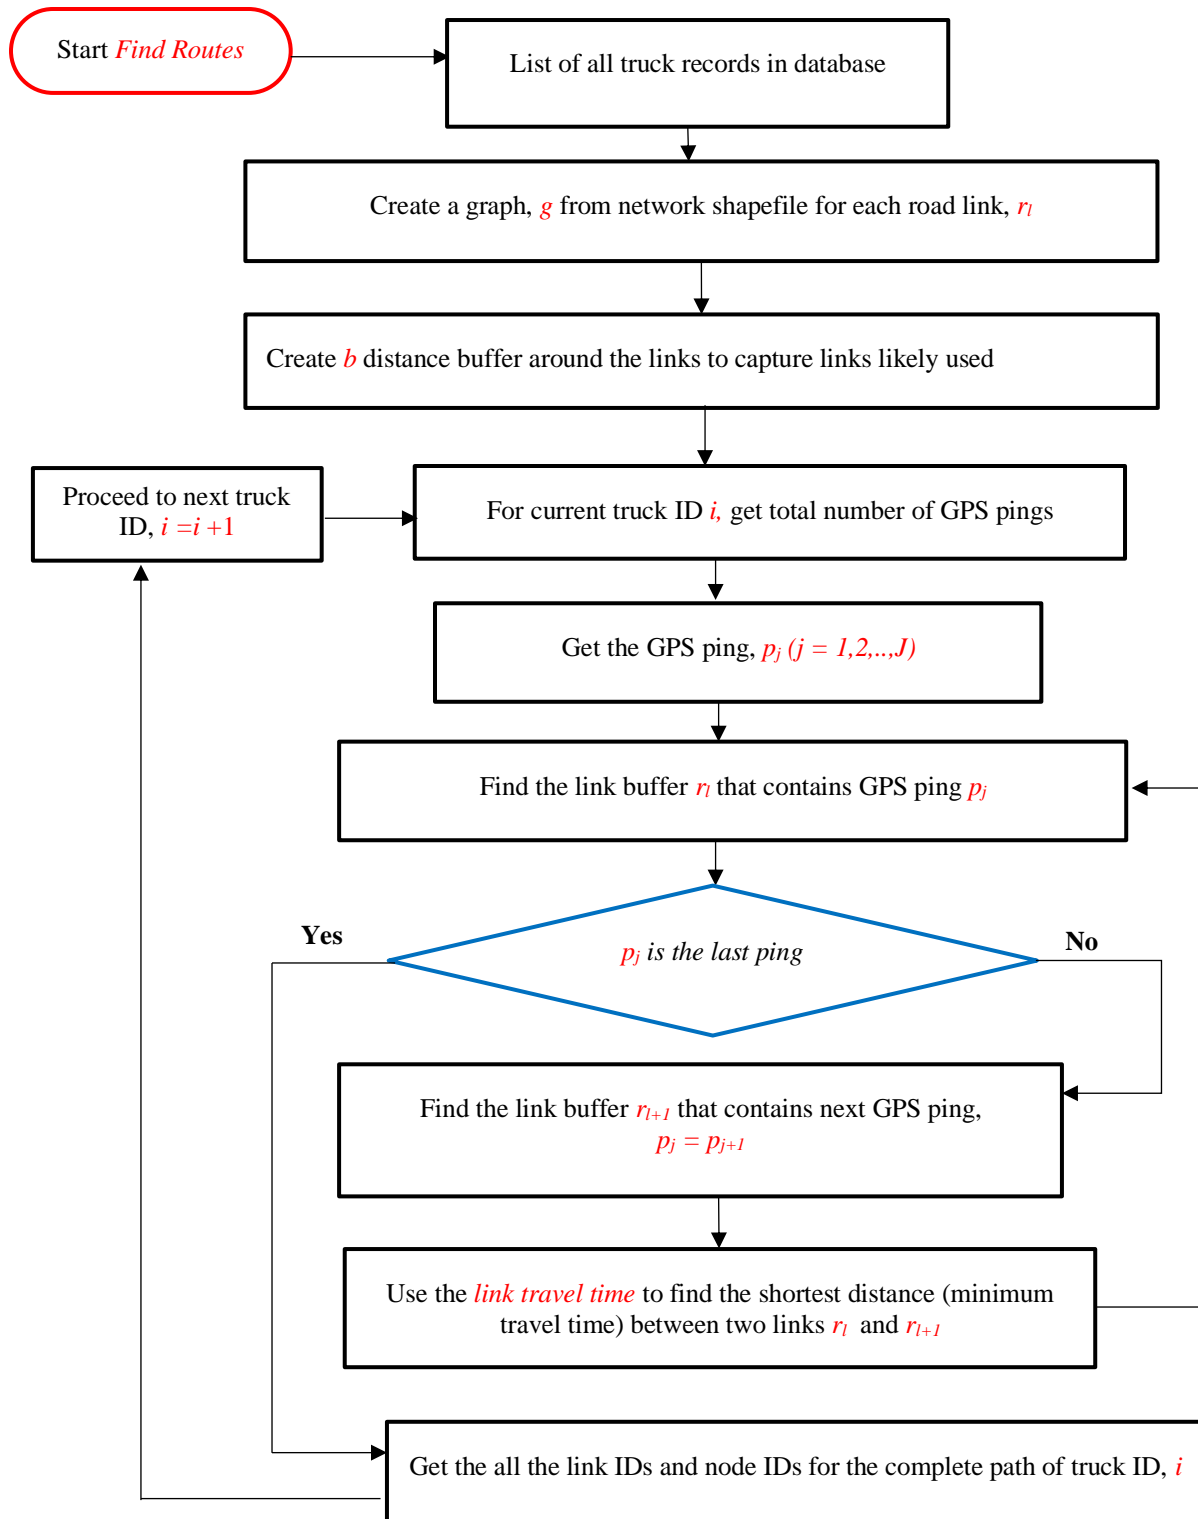 Start Find Routes
List of all truck records in database
Create a graph, g from network shapefile for each road link, rl
Create b distance buffer around the links to capture links likely used
Proceed to next truck
ID, i =i +1
For current truck ID i, get total number of GPS pings
Get the GPS ping, pj (j = 1,2,..,J)
Find the link buffer rl that contains GPS ping pj
Yes
pj is the last ping
No
Find the link buffer rl+1 that contains next GPS ping,
pj = pj+1
Use the link travel time to find the shortest distance (minimum
travel time) between two links rl and rl+1
Get the all the link IDs and node IDs for the complete path of truck ID, i